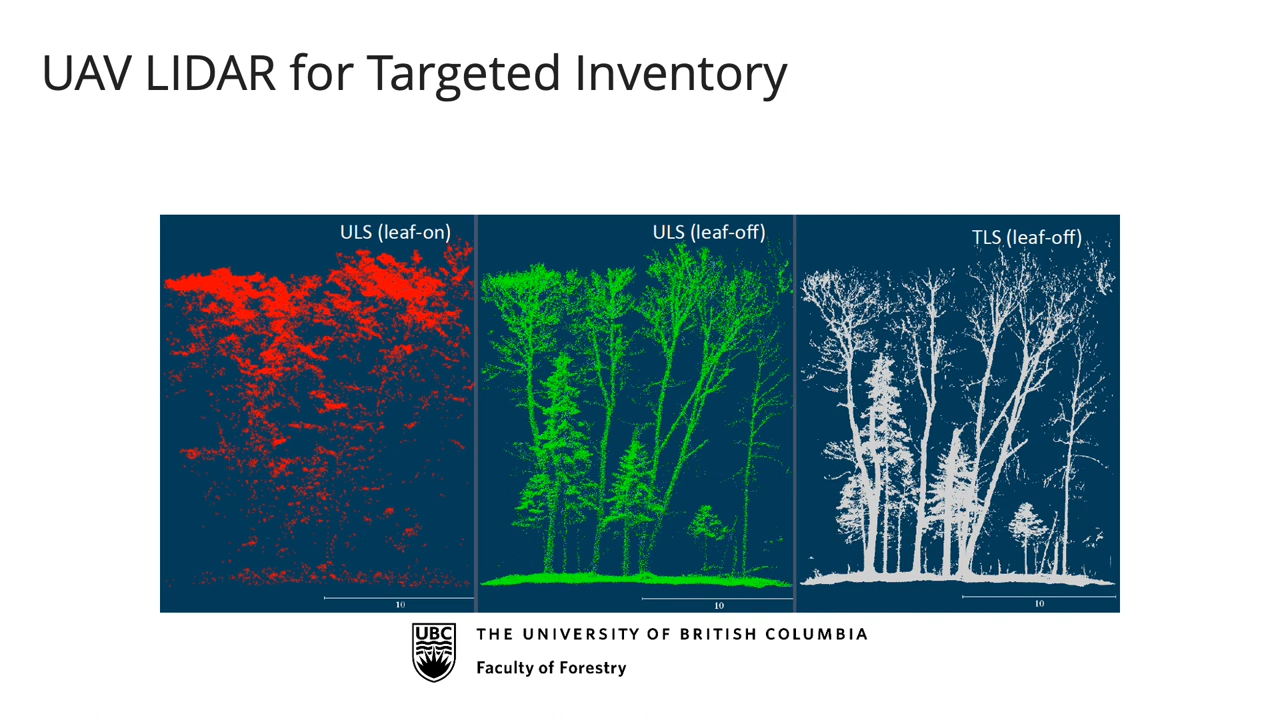 UAV LIDAR for Targeted Inventory
ULS (leaf-on)
ULS (leaf-off)
TLS (leaf-off)
10
10
10
UBC
THE UNIVERSITY OF BRITISH COLUMBIA
Faculty of Forestry